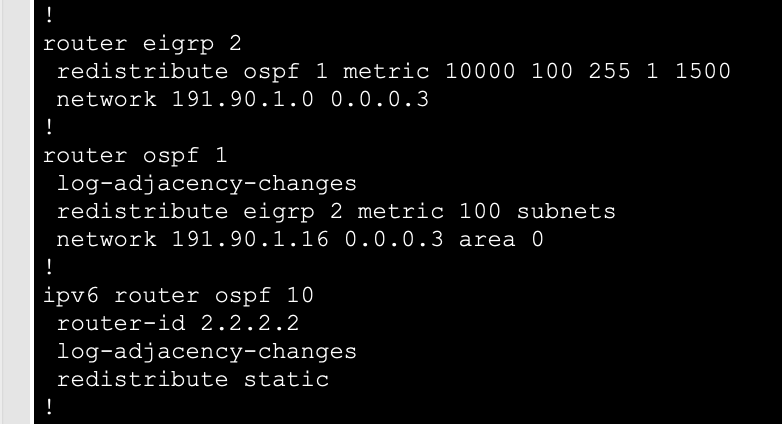 !
router eigrp 2
redistribute ospf 1 metric 10000 100 255 1 1500
network 191.90.1.0 0.0.0.3
!
router ospf 1
log-adjacency-changes
redistribute eigrp 2 metric 100 subnets
network 191.90.1.16 0.0.0.3 area 0
!
ipv6 router ospf 10
router-id 2.2.2.2
log-adjacency-changes
redistribute static
!